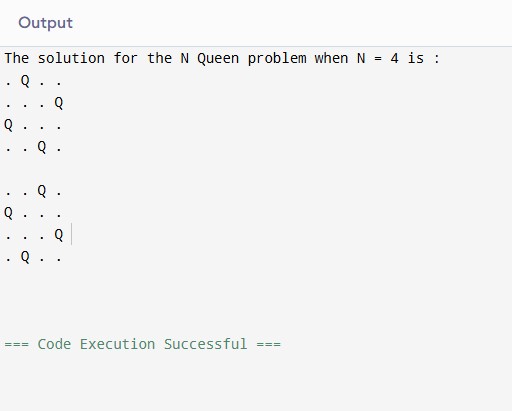 Output
The solution for the N Queen problem when N = 4 is :
. Q . .
. . . Q
Q . . .
. . Q .
. . Q .
Q . . .
. . . Q
. Q . .
=== Code Execution Successful ===